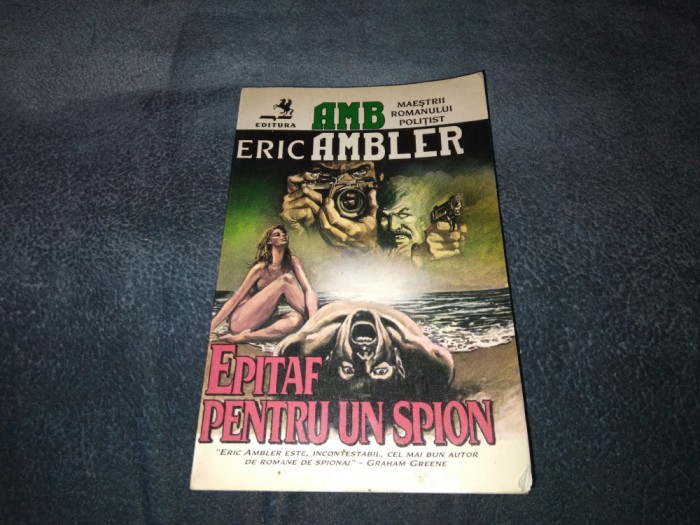 EDITURA
AMB
MAEȘTRII
ROMANULUI
POLIȚIST
ERIC AMBLER
EPITAF
PENTRU UN SPION
"ERIC AMBLER ESTE, INCONTESTABIL, CEL MAI BUN AUTOR
DE ROMANE DE SPIONAJ" - GRAHAM GREENE